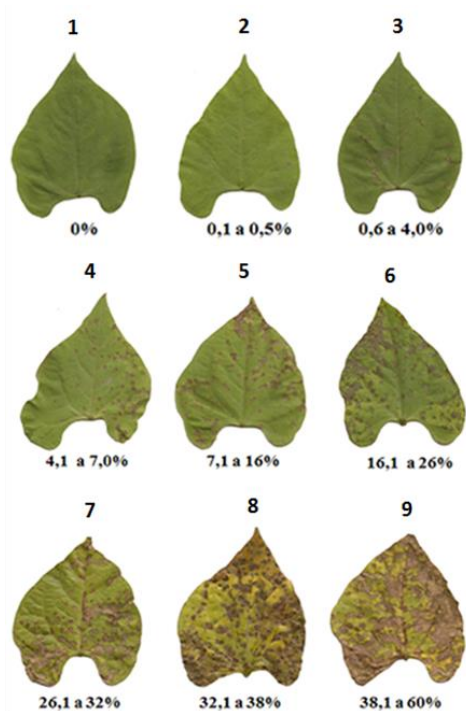 1 2 3
0% 0,1 a 0,5% 0,6 a 4,0%
4 5 6
4,1 a 7,0% 7,1 a 16% 16,1 a 26%
7 8 9
26,1 a 32% 32,1 a 38% 38,1 a 60%